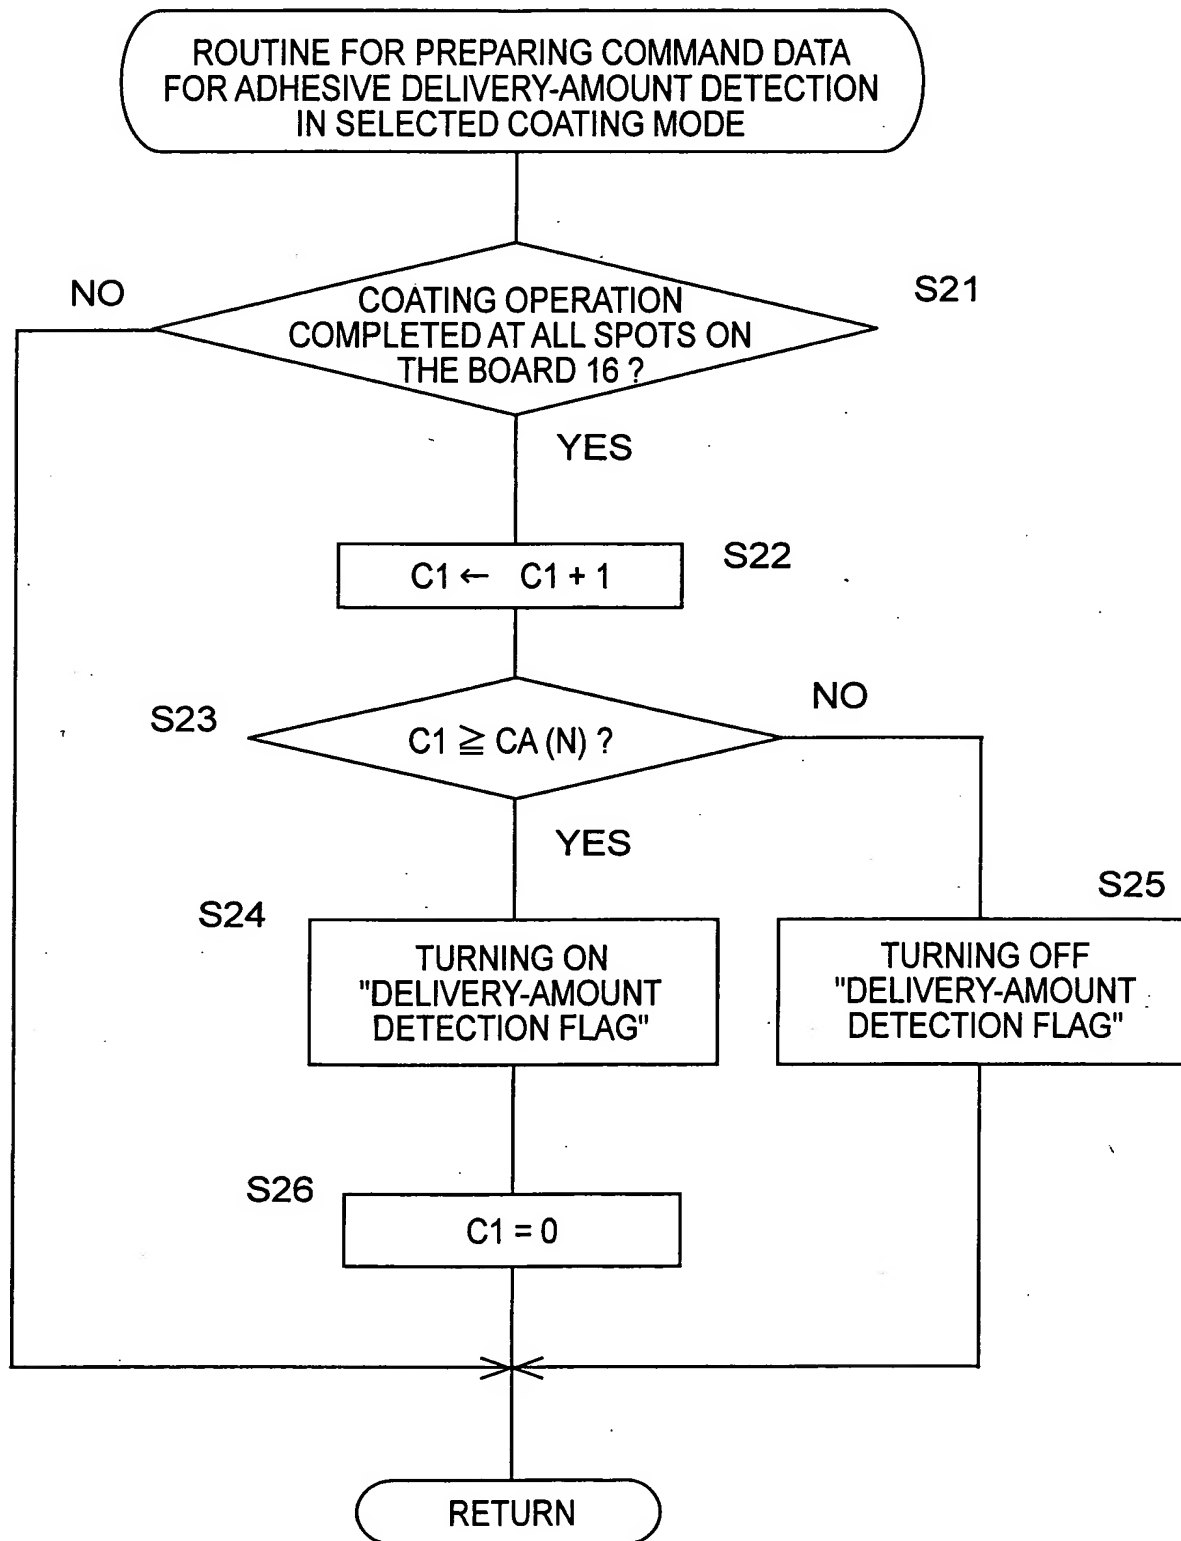 ROUTINE FOR PREPARING COMMAND DATA
FOR ADHESIVE DELIVERY-AMOUNT DETECTION
IN SELECTED COATING MODE
NO
COATING OPERATION
COMPLETED AT ALL SPOTS ON
THE BOARD 16 ?
S21
YES
C1 ← C1 + 1
S22
S23
C1 ≧ CA (N) ?
NO
YES
S24
TURNING ON
"DELIVERY-AMOUNT
DETECTION FLAG"
S25
TURNING OFF
"DELIVERY-AMOUNT
DETECTION FLAG"
S26
C1 = 0
RETURN